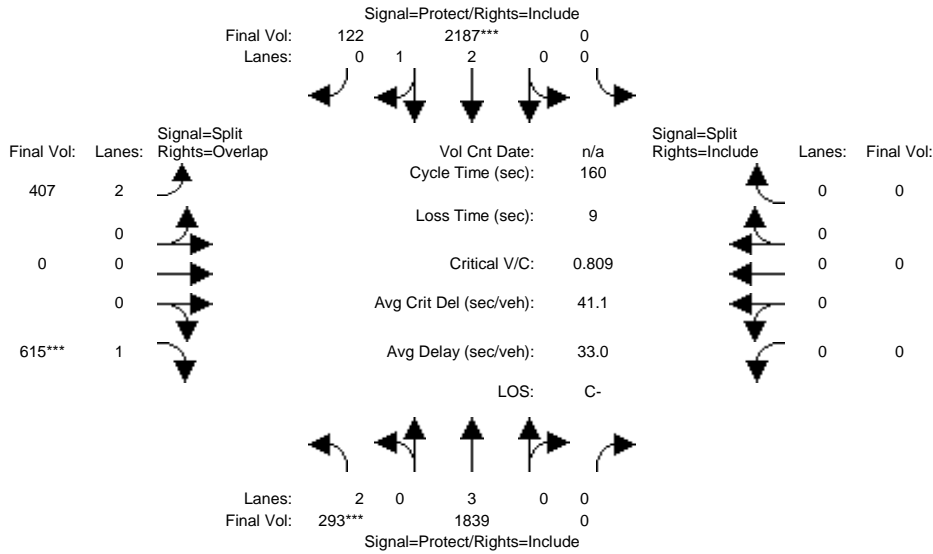 Signal=Protect/Rights=Include
Final Vol: 122 2187*** 0
Lanes: 0 1 2 0 0
Signal=Split Signal=Split
Final Vol: Lanes: Rights=Overlap Vol Cnt Date: n/a Rights=Include Lanes: Final Vol:
Cycle Time (sec): 160
407 2 0 0
Loss Time (sec): 9
0 0
0 0 Critical V/C: 0.809 0 0
0 Avg Crit Del (sec/veh): 41.1 0
615*** 1 Avg Delay (sec/veh): 33.0 0 0
LOS: C-
Lanes: 2 0 3 0 0
Final Vol: 293*** 1839 0
Signal=Protect/Rights=Include